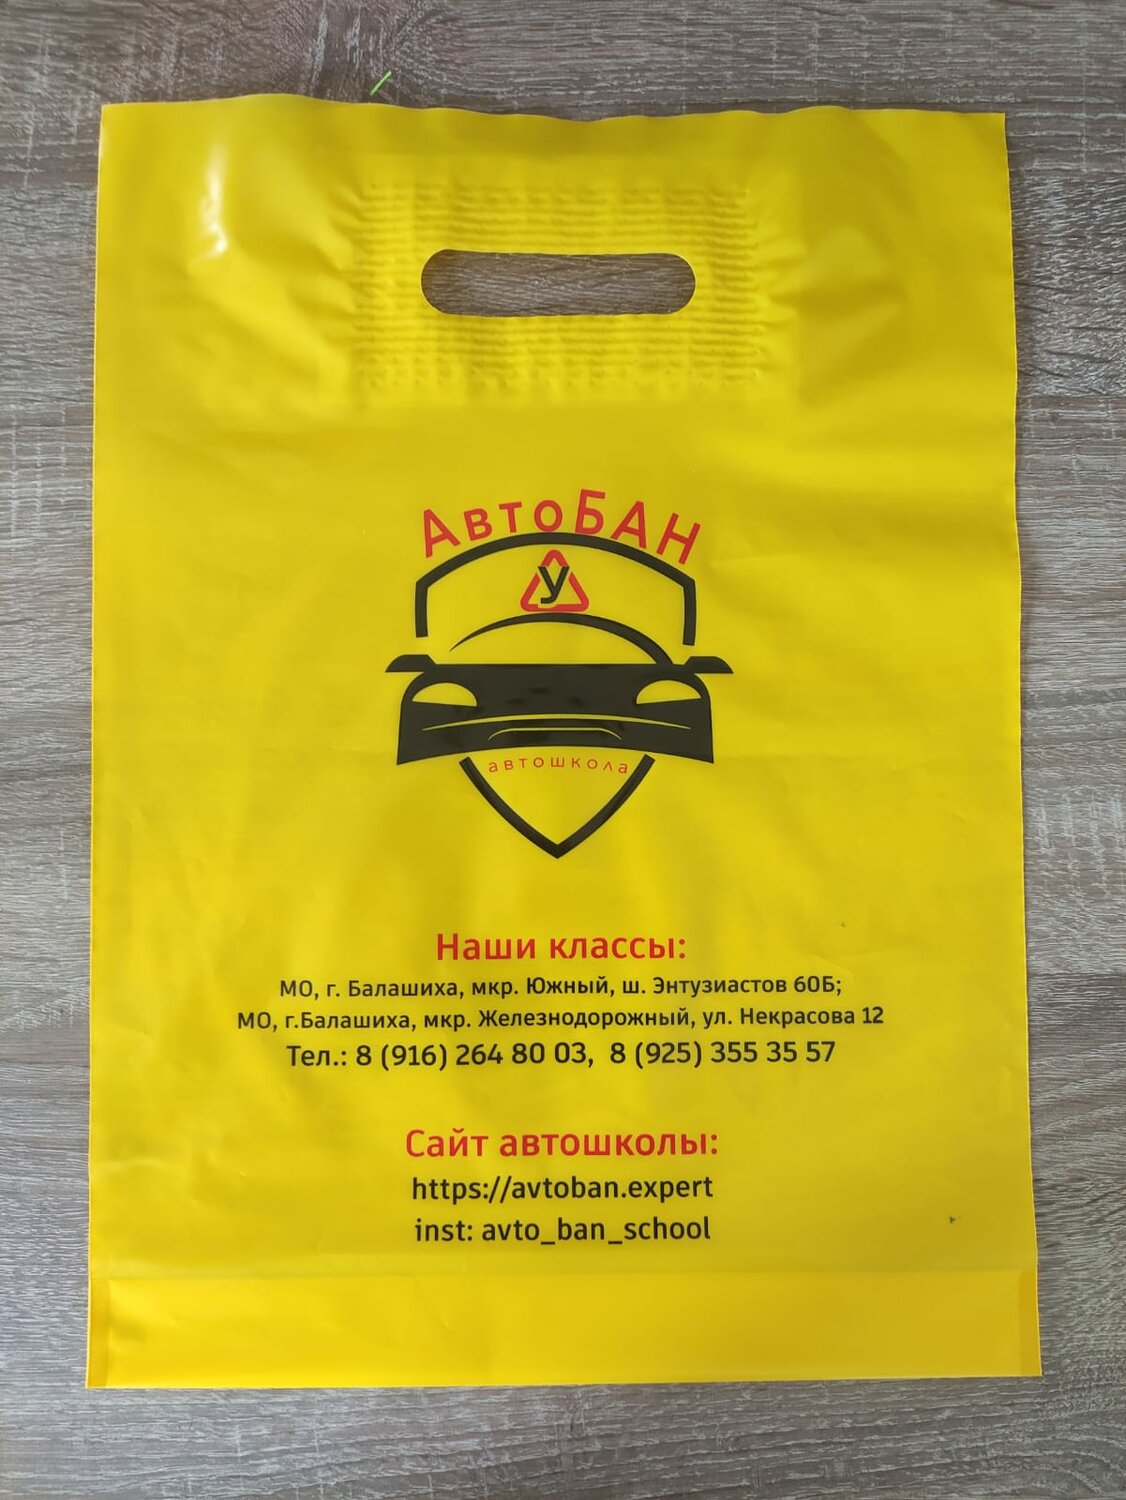 АвтоБАН
У
автошкола
Наши классы:
МО, г. Балашиха, мкр. Южный, ш. Энтузиастов 60Б;
МО, г.Балашиха, мкр. Железнодорожный, ул. Некрасова 12
Тел.: 8 (916) 264 80 03, 8 (925) 355 35 57
Сайт автошколы:
https://avtoban.expert
inst: avto_ban_school